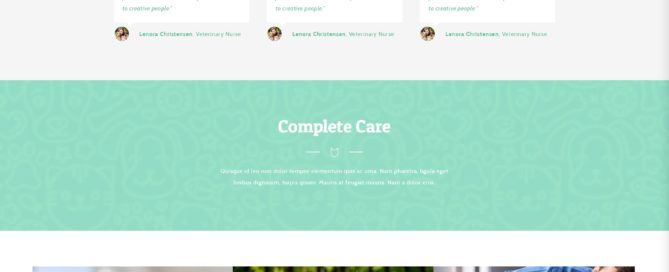 to creative people"
to creative people"
to creative people"
Lenora Christensen, Veterinary Nurse
Lenora Christensen, Veterinary Nurse
Lenora Christensen, Veterinary Nurse
Complete Care
Quisque id leo non dolor tempor elementum quis ac urna. Nam pharetra, ligula eget
finibus dignissim, turpis ipsum. Mauris at feugiat mauris. Nam a dolor eros.